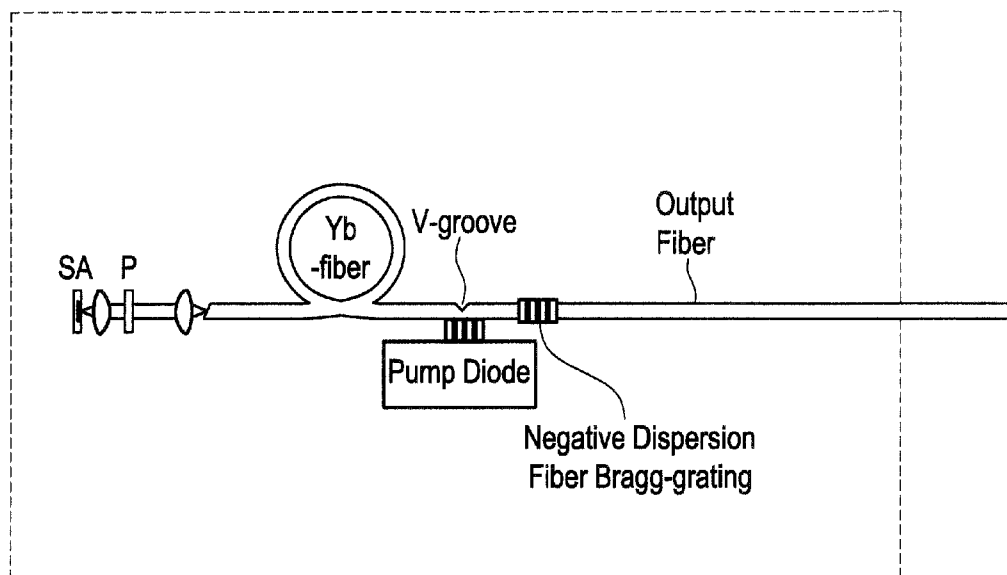 SA
P
Yb
-fiber
V-groove
Output
Fiber
Pump Diode
Negative Dispersion
Fiber Bragg-grating